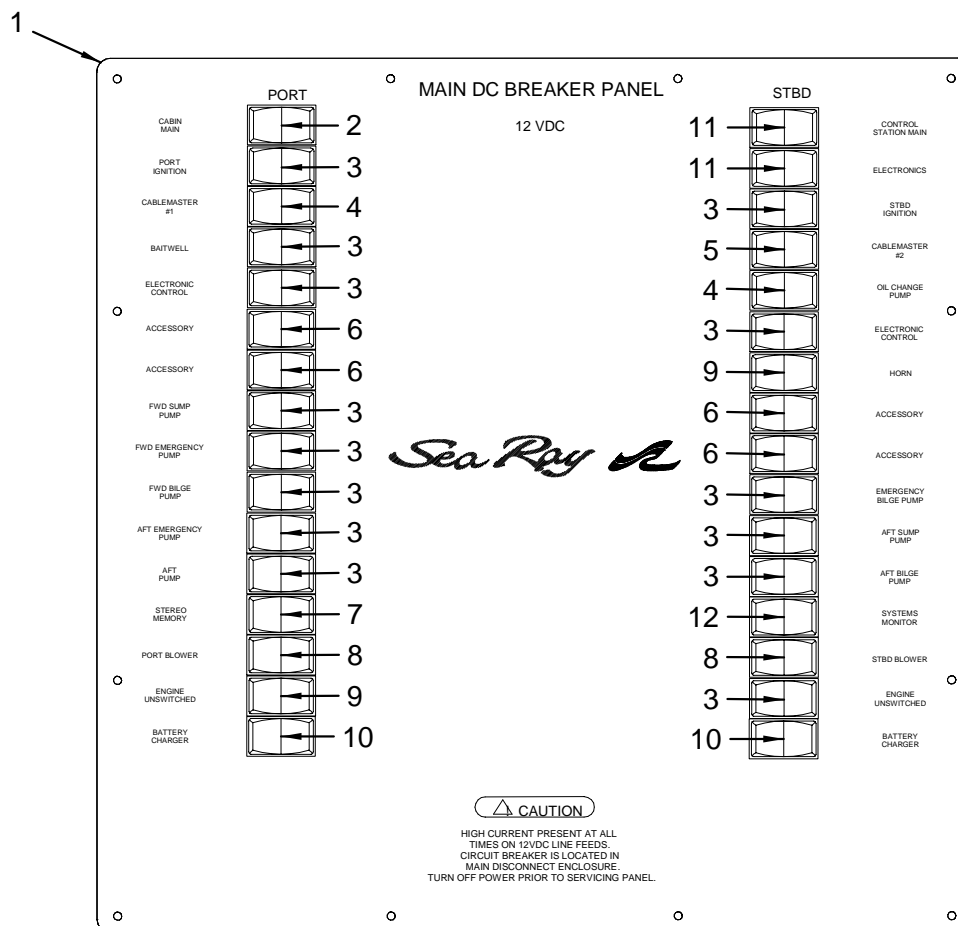 1
MAIN DC BREAKER PANEL
12 VDC
PORT
CABIN
MAIN
2
PORT
IGNITION
3
CABLEMASTER
#1
4
BAITWELL
3
ELECTRONIC
CONTROL
3
ACCESSORY
6
ACCESSORY
6
FWD SUMP
PUMP
3
FWD EMERGENCY
PUMP
3
FWD BILGE
PUMP
3
AFT EMERGENCY
PUMP
3
AFT
PUMP
3
STEREO
MEMORY
7
PORT BLOWER
8
ENGINE
UNSWITCHED
9
BATTERY
CHARGER
10
Sea Ray
STBD
11
CONTROL
STATION MAIN
11
ELECTRONICS
3
STBD
IGNITION
5
CABLEMASTER
#2
4
OIL CHANGE
PUMP
3
ELECTRONIC
CONTROL
9
HORN
6
ACCESSORY
6
ACCESSORY
3
EMERGENCY
BILGE PUMP
3
AFT SUMP
PUMP
3
AFT BILGE
PUMP
12
SYSTEMS
MONITOR
8
STBD BLOWER
3
ENGINE
UNSWITCHED
10
BATTERY
CHARGER
CAUTION
HIGH CURRENT PRESENT AT ALL
TIMES ON 12VDC LINE FEEDS.
CIRCUIT BREAKER IS LOCATED IN
MAIN DISCONNECT ENCLOSURE.
TURN OFF POWER PRIOR TO SERVICING PANEL.